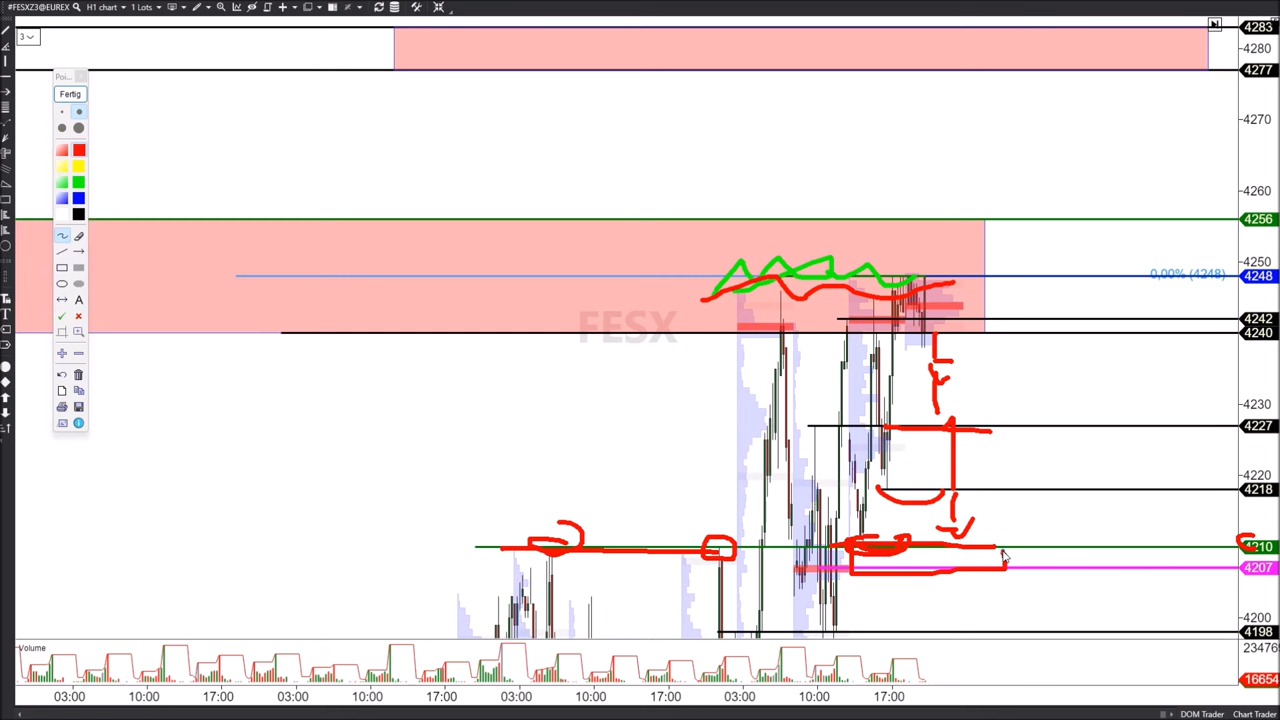 #FESXZ3@EUREX H1 chart 1 Lots
3
Poi...
Fertig
A
FESX
0,00% (4248)
4283
4280
4277
4270
4260
4256
4250
4248
4242
4240
4230
4227
4220
4218
4210
4207
4200
4198
Volume
234765
16654
03:00 10:00 17:00 03:00 10:00 17:00 03:00 10:00 17:00 03:00 10:00 17:00
DOM Trader Chart Trader